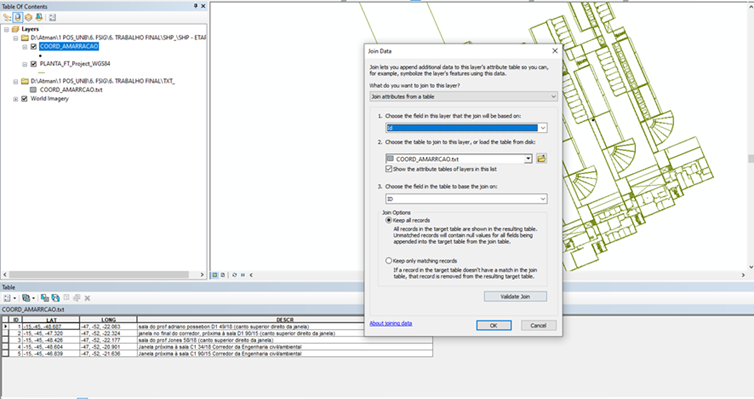 Table Of Contents
Layers
D:\Atman\1 POS_UNB\6. FSIG\6. TRABALHO FINAL\SHP_\SHP - ETAP
COORD_AMARRACAO
PLANTA_FT_Project_WGS84
D:\Atman\1 POS_UNB\6. FSIG\6. TRABALHO FINAL\TXT_
COORD_AMARRCAO.txt
World Imagery
Join Data
Join lets you append additional data to this layer's attribute table so you can,
for example, symbolize the layer's features using this data.
What do you want to join to this layer?
Join attributes from a table
1. Choose the field in this layer that the join will be based on:
Id
2. Choose the table to join to this layer, or load the table from disk:
COORD_AMARRCAO.txt
Show the attribute tables of layers in this list
3. Choose the field in the table to base the join on:
ID
Join Options
Keep all records
All records in the target table are shown in the resulting table.
Unmatched records will contain null values for all fields being
appended into the target table from the join table.
Keep only matching records
If a record in the target table doesn't have a match in the join
table, that record is removed from the resulting target table.
Validate Join
About joining data
OK
Cancel
Table
COORD_AMARRCAO.txt
ID LAT LONG DESCR
1 -15, -45, -48.687 -47, -52, -22.063 sala do prof adriano possebon D1 49/18 (canto superior direito da janela)
2 -15, -45, -47.320 -47, -52, -22.324 janela no final do corredor, próxima à sala D1 90/15 (canto superior direito)
3 -15, -45, -48.426 -47, -52, -22.177 sala do prof Jones 58/18 (canto superior direito)
4 -15, -45, -48.604 -47, -52, -20.901 Janela próxima à sala C1 34/18 Corredor da Engenharia civil/ambiental
5 -15, -45, -46.839 -47, -52, -21.636 Janela próxima à sala C1 90/15 Corredor da Engenharia civil/ambiental